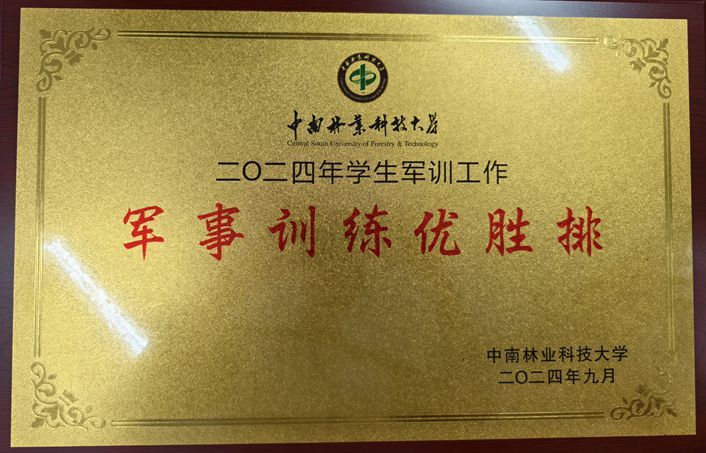 中南林业科技大学
Central South University of Forestry & Technology
二〇二四年学生军训工作
军事训练优胜排
中南林业科技大学
二〇二四年九月